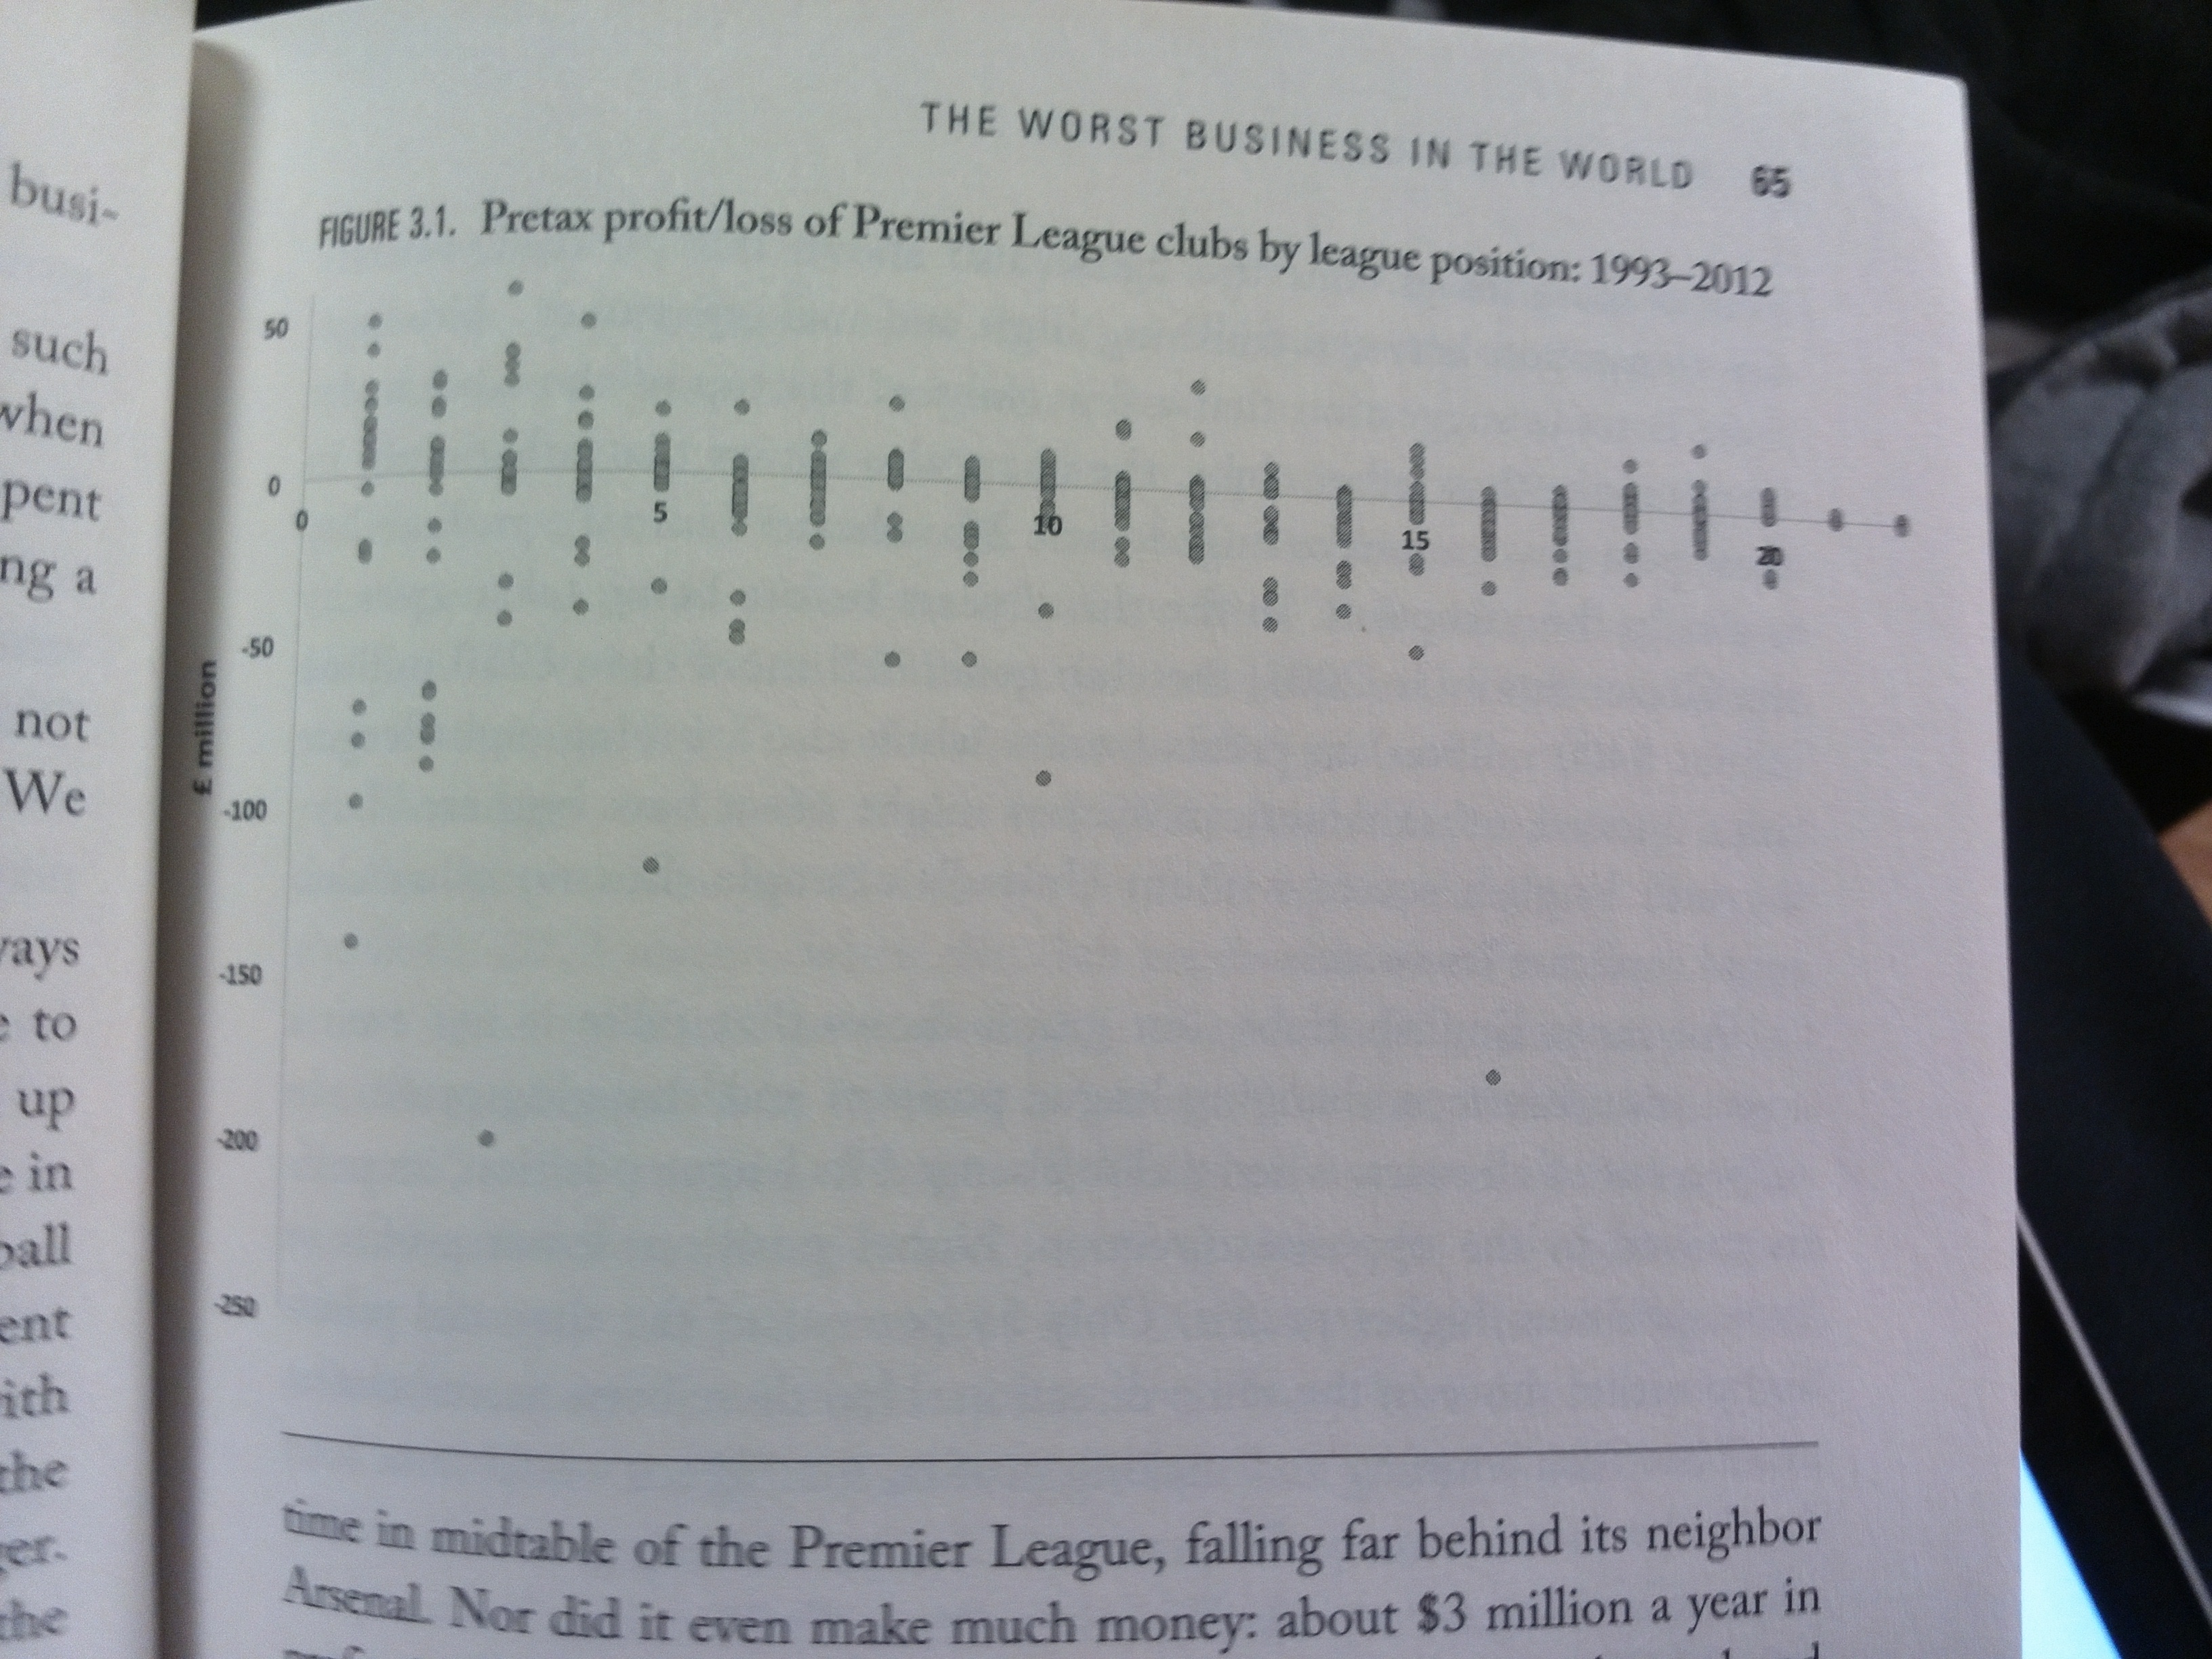 busi-
such
when
pent
ng a
not
We
ways
e to
up
e in
ball
ent
ith
the
er.
the
THE WORST BUSINESS IN THE WORLD 65
FIGURE 3.1. Pretax profit/loss of Premier League clubs by league position: 1993–2012
£ million
50
0
-50
-100
-150
-200
-250
0 5 10 15 20
time in midtable of the Premier League, falling far behind its neighbor
Arsenal. Nor did it even make much money: about $3 million a year in